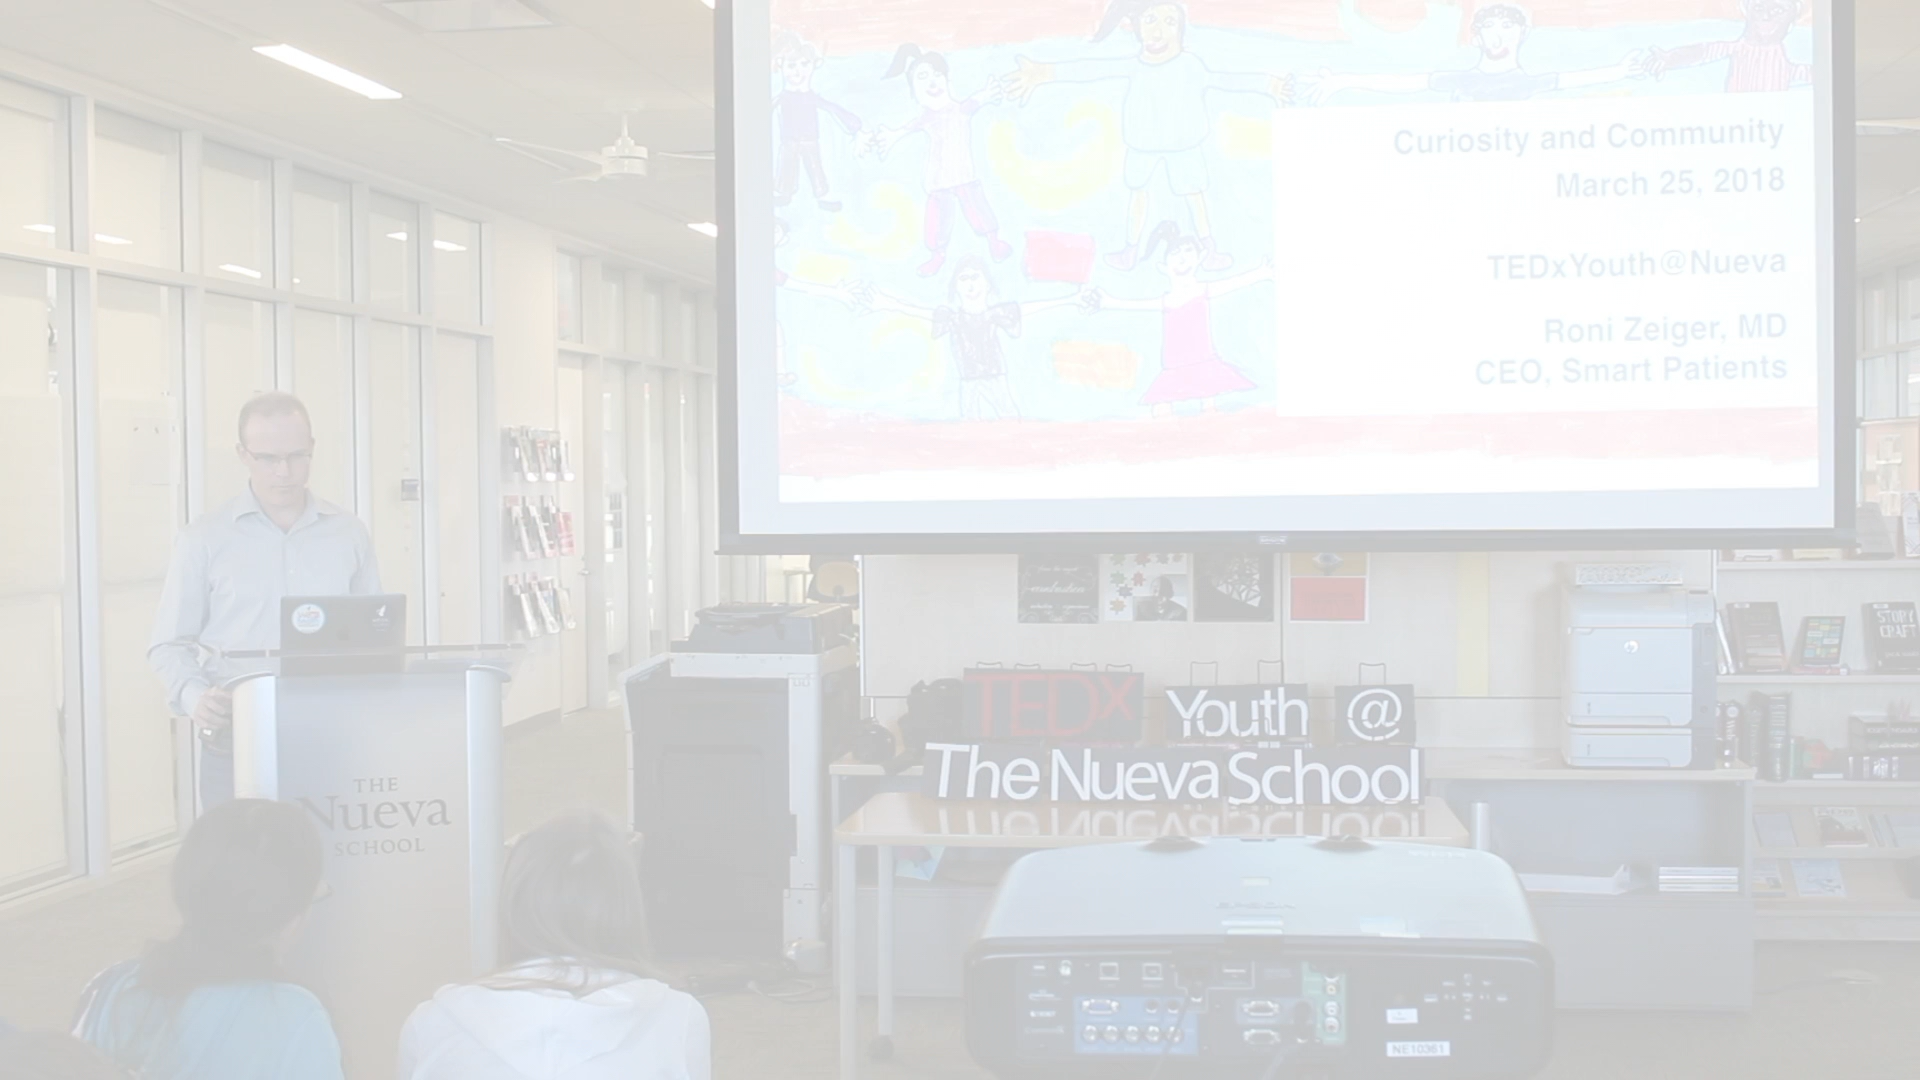 Curiosity and Community
March 25, 2018
TEDxYouth@Nueva
Roni Zeiger, MD
CEO, Smart Patients
TEDx Youth @
The Nueva School
THE
Nueva
SCHOOL
STORY
CRAFT
NE10361